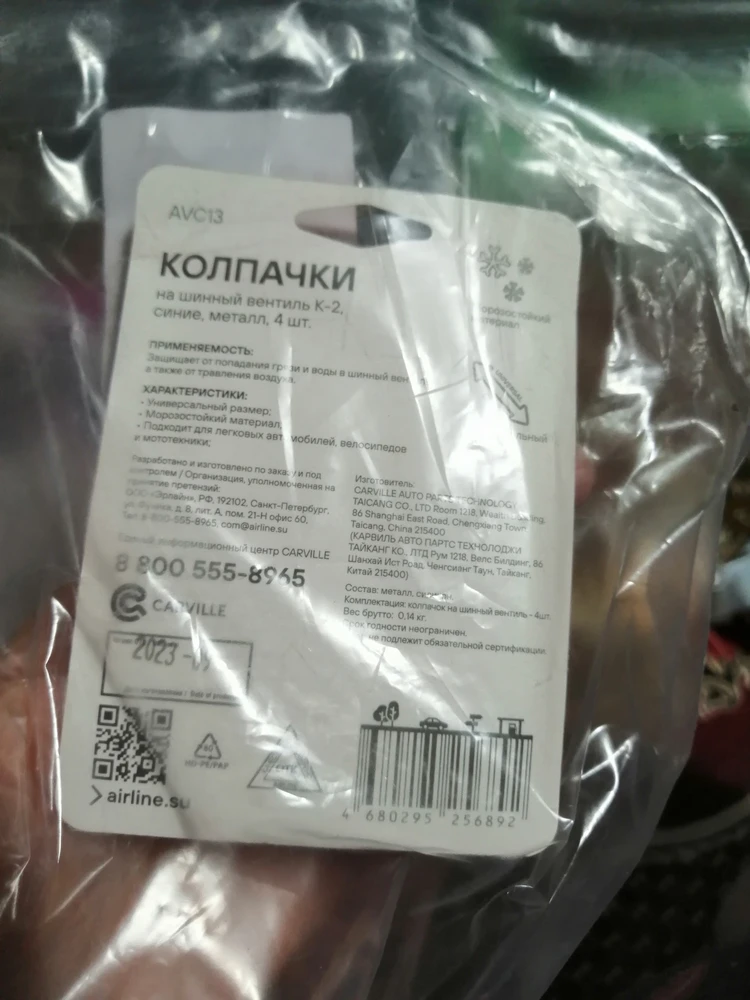 AVC13
КОЛПАЧКИ
на шинный вентиль К-2,
синие, металл, 4 шт.
морозостойкий
материал
ПРИМЕНЯЕМОСТЬ:
Защищает от попадания грязи и воды в шинный
а также от травления воздуха.
ХАРАКТЕРИСТИКИ:
- Универсальный размер;
- Морозостойкий материал;
- Подходит для легковых автомобилей, велосипедов
и мототехники;
Разработано и изготовлено по заказу и под
контролем / Организация, уполномоченная на
принятие претензий:
ООО «Эрлайн», РФ, 192102, Санкт-Петербург,
д. 8, лит. А, пом. 21-Н офис 60,
8-800-555-8965, com@airline.su
Единый информационный центр CARVILLE
8 800 555-8965
CARVILLE
2023
Изготовитель:
CARVILLE AUTO PARTS TECHNOLOGY
TAICANG CO., LTD Room 1218,
86 Shanghai East Road, Chengxiang Town,
Taicang, China 215400
(КАРВИЛЬ АВТО ПАРТС ТЕХНОЛОДЖИ
ТАЙКАНГ КО., ЛТД Рум 1218, Велс Билдинг, 86
Шанхай Ист Роад, Ченгсианг Таун, Тайканг,
Китай 215400)
Состав: металл,
Комплектация: колпачок на шинный вентиль - 4шт.
Вес брутто: 0,14 кг.
Срок годности неограничен.
не подлежит обязательной сертификации.
airline.su
4 680295 256892